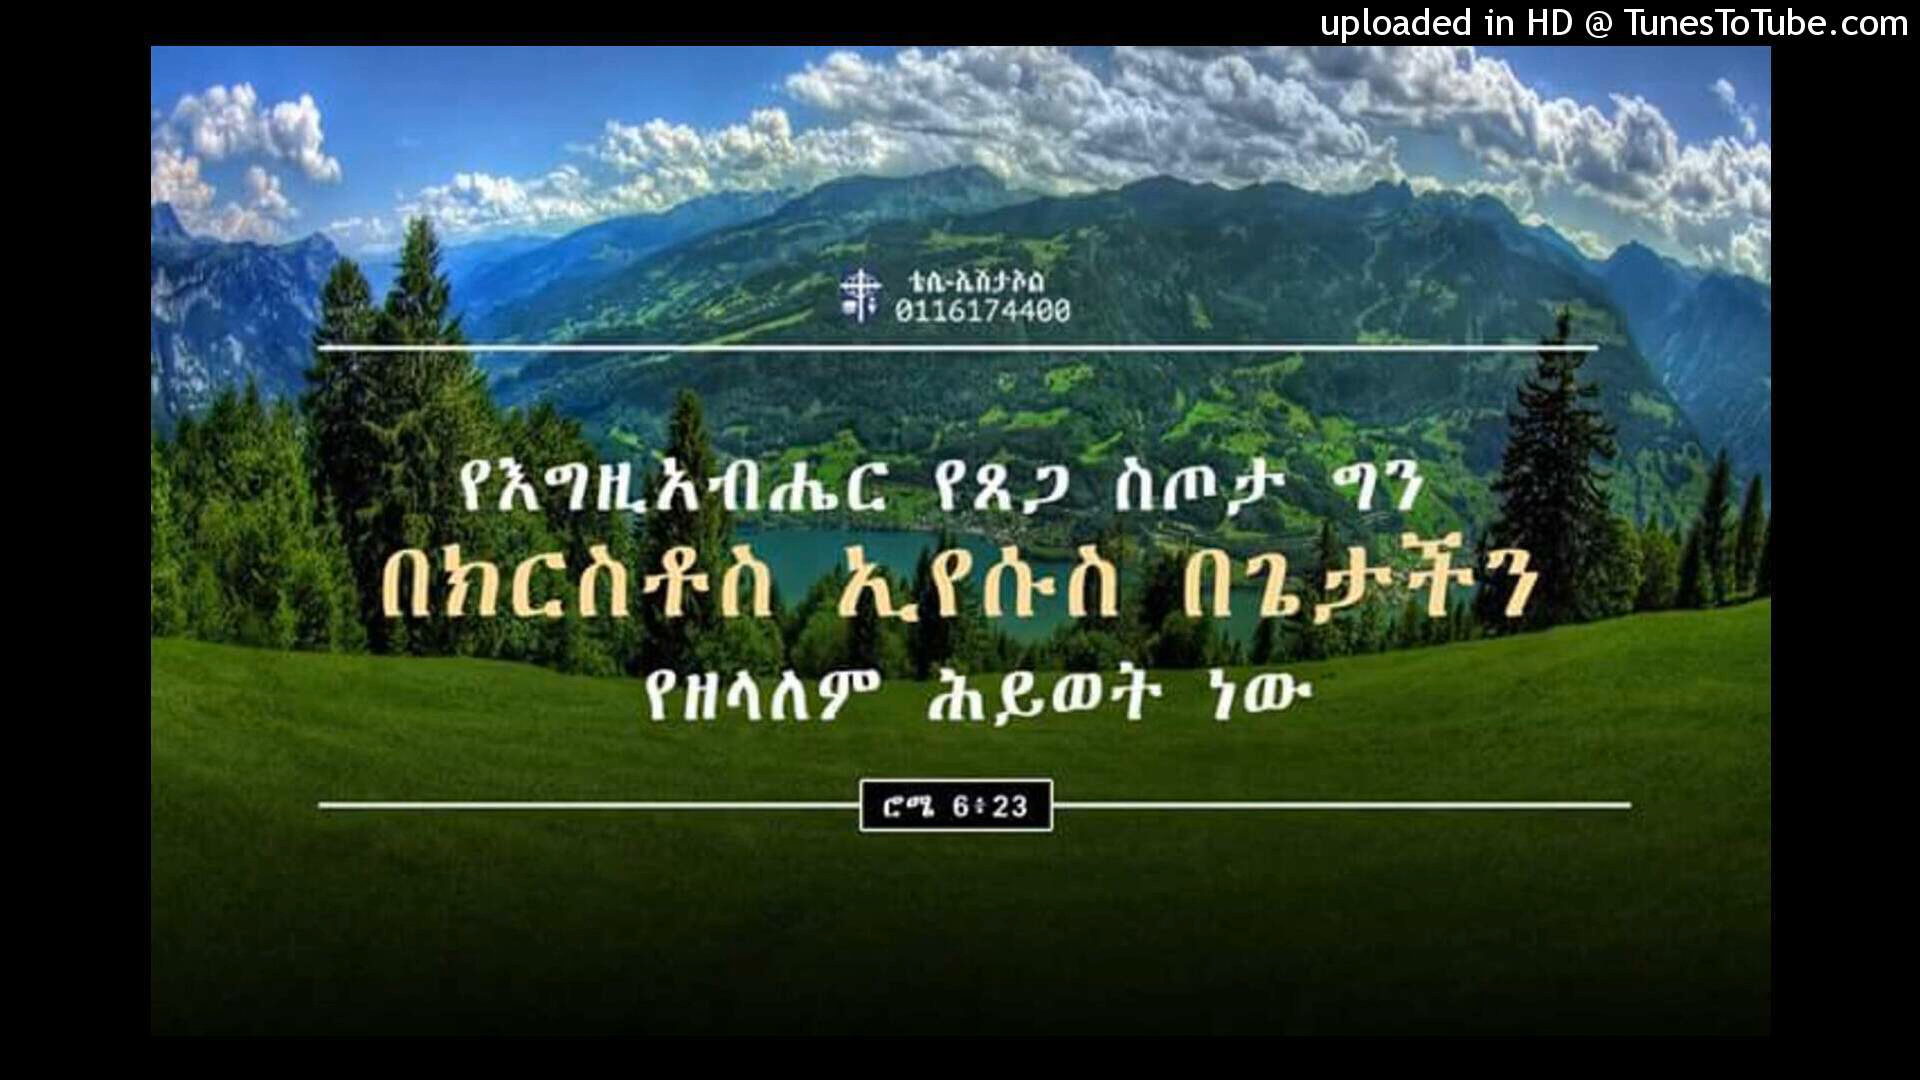 uploaded in HD @ TunesToTube.com
ቴሌ-ኢሽታኦል
0116174400
የእግዚአብሔር የጸጋ ስጦታ ግን
በክርስቶስ ኢየሱስ በጌታችን
የዘላለም ሕይወት ነው
ሮሜ 6፥23